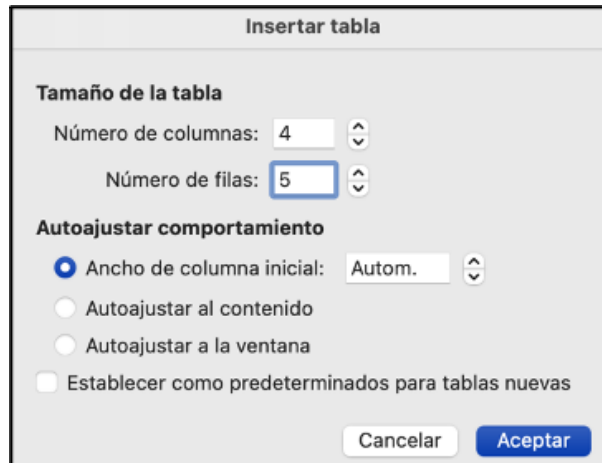 Insertar tabla
Tamaño de la tabla
Número de columnas: 4
Número de filas: 5
Autoajustar comportamiento
Ancho de columna inicial: Autom.
Autoajustar al contenido
Autoajustar a la ventana
Establecer como predeterminados para tablas nuevas
Cancelar Aceptar